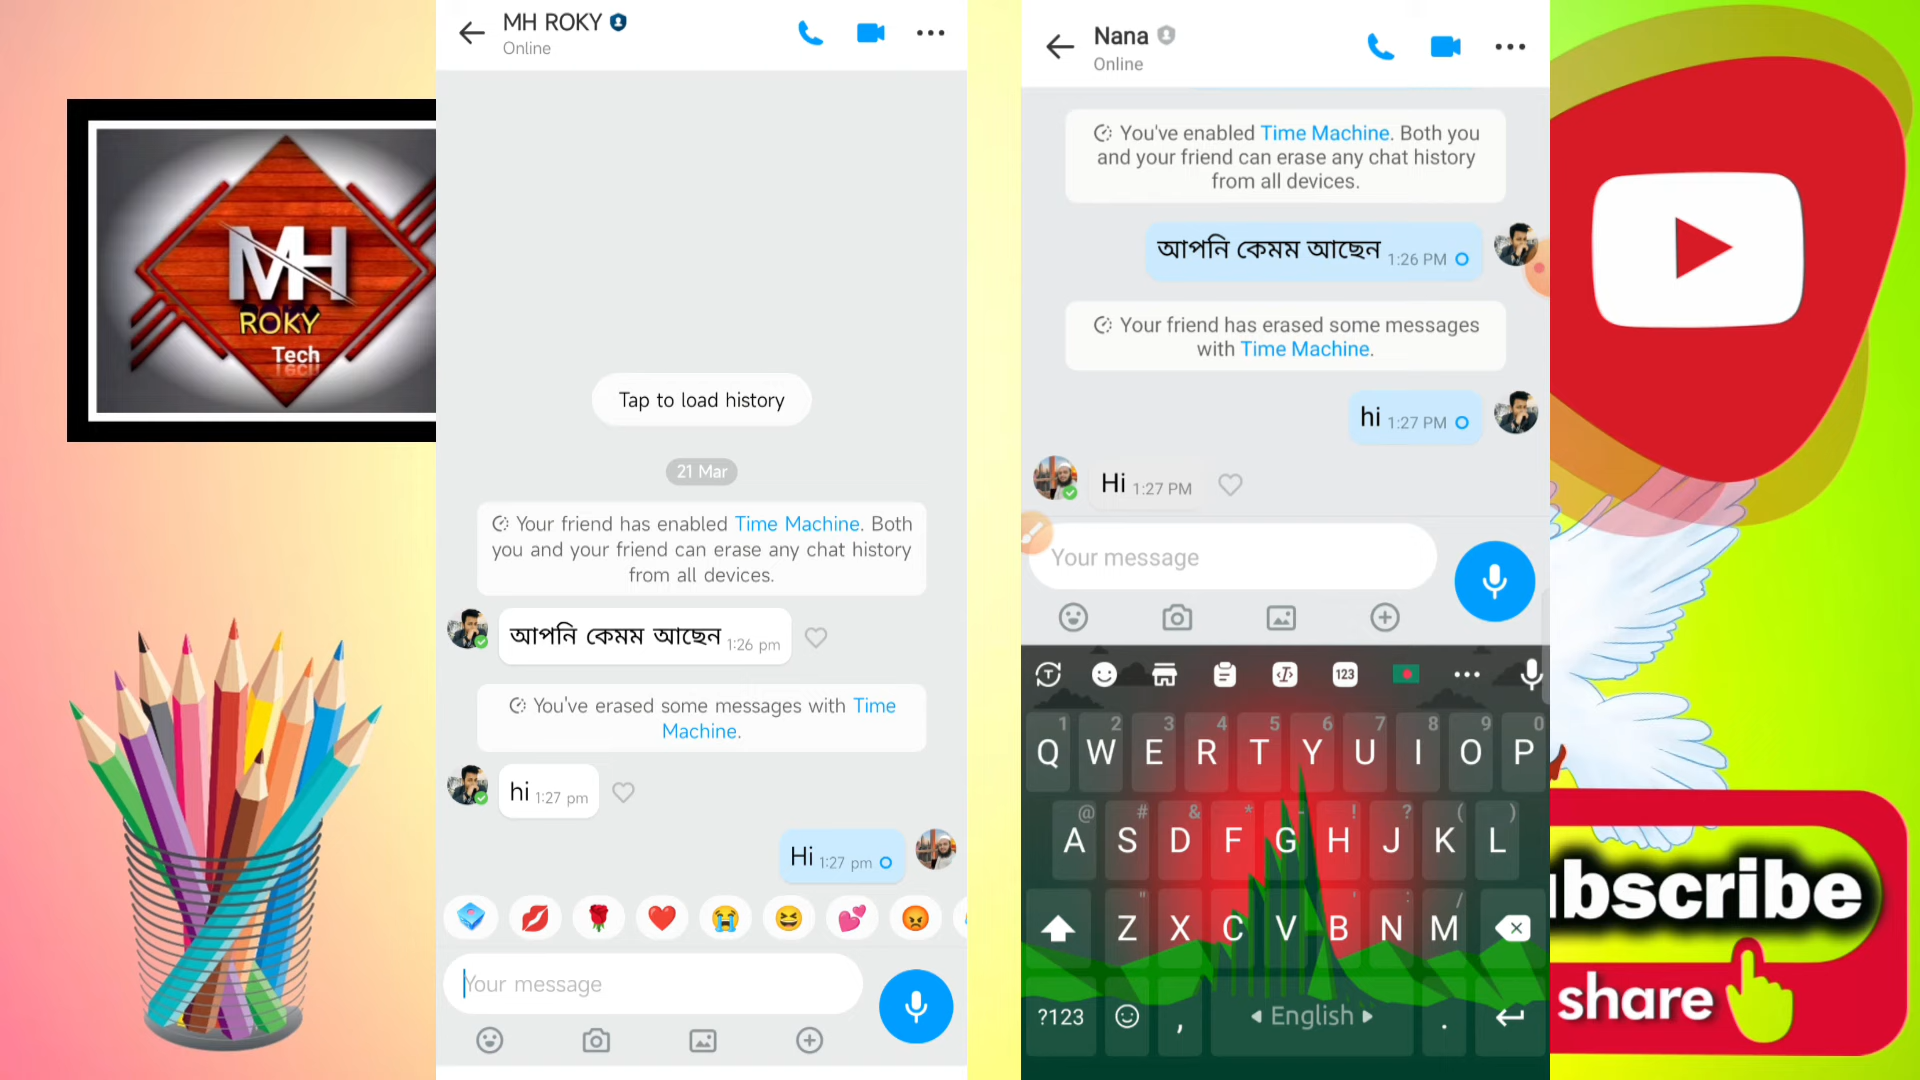 MH
ROKY
Tech
MH ROKY
Online
Tap to load history
21 Mar
Your friend has enabled Time Machine. Both
you and your friend can erase any chat history
from all devices.
আপনি কেমম আছেন 1:26 pm
You've erased some messages with Time
Machine.
hi 1:27 pm
Hi 1:27 pm
Your message
Nana
Online
You've enabled Time Machine. Both you
and your friend can erase any chat history
from all devices.
আপনি কেমম আছেন 1:26 PM
Your friend has erased some messages
with Time Machine.
hi 1:27 PM
Hi 1:27 PM
Your message
123
1 2 3 4 5 6 7 8 9 0
Q W E R T Y U I O P
@ # & * - ! ? ( )
A S D F G H J K L
" ' : /
Z X C V B N M
?123 , English .
bscribe
share